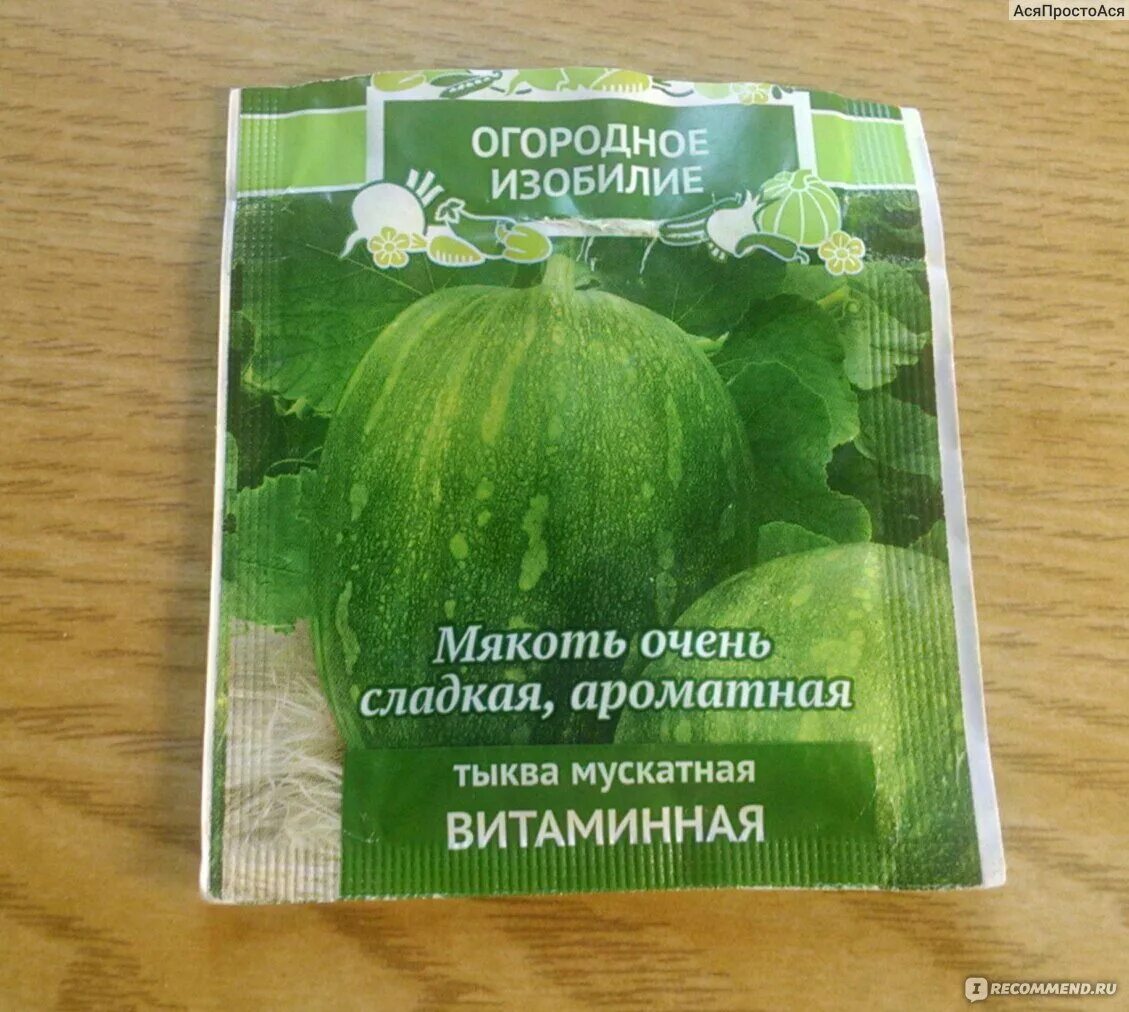 АсяПростоАся
ОГОРОДНОЕ
ИЗОБИЛИЕ
Мякоть очень
сладкая, ароматная
ТЫКВА МУСКАТНАЯ
ВИТАМИННАЯ
I RECOMMEND.RU